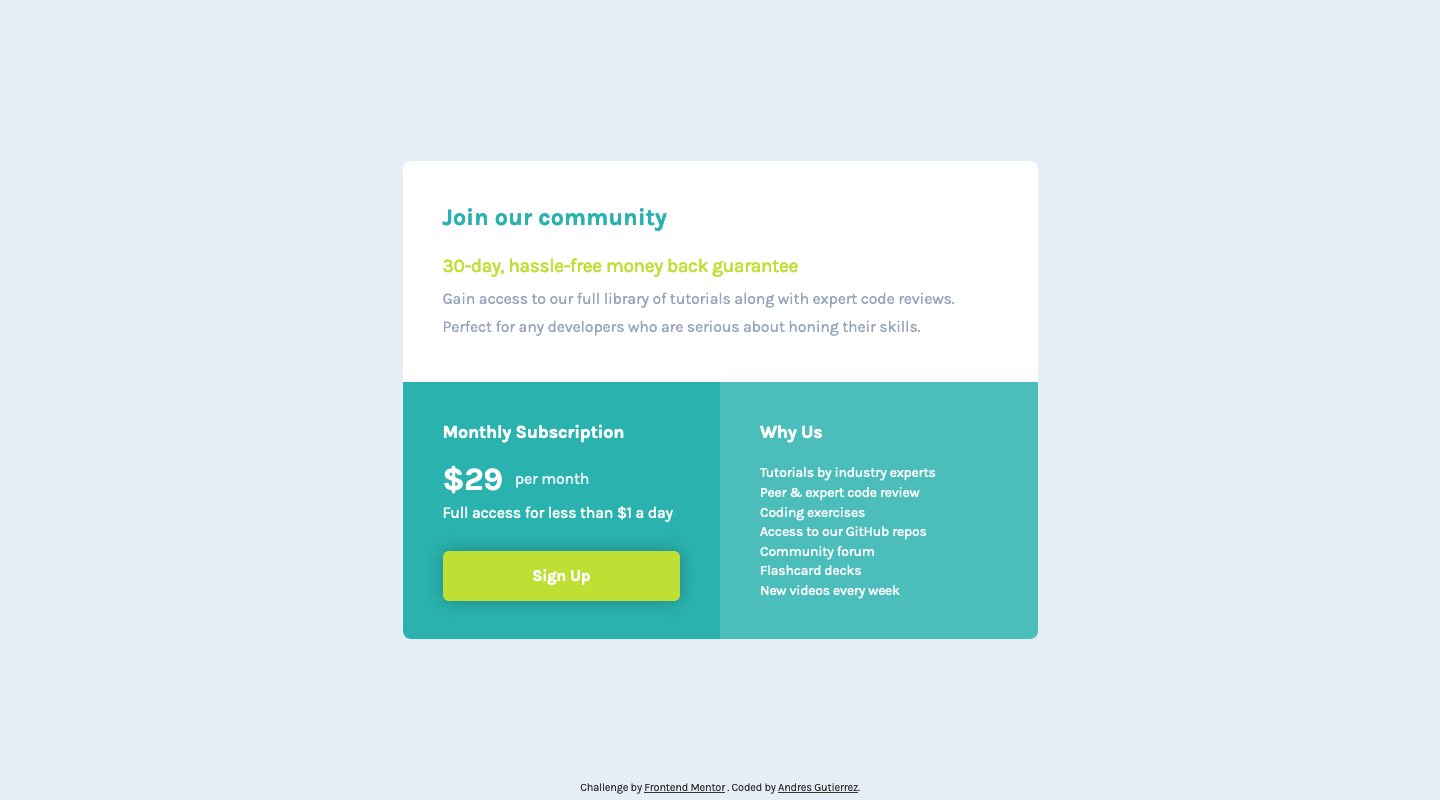 Join our community
30-day, hassle-free money back guarantee
Gain access to our full library of tutorials along with expert code reviews.
Perfect for any developers who are serious about honing their skills.
Monthly Subscription
$29 per month
Full access for less than $1 a day
Sign Up
Why Us
Tutorials by industry experts
Peer & expert code review
Coding exercises
Access to our GitHub repos
Community forum
Flashcard decks
New videos every week
Challenge by Frontend Mentor. Coded by Andres Gutierrez.